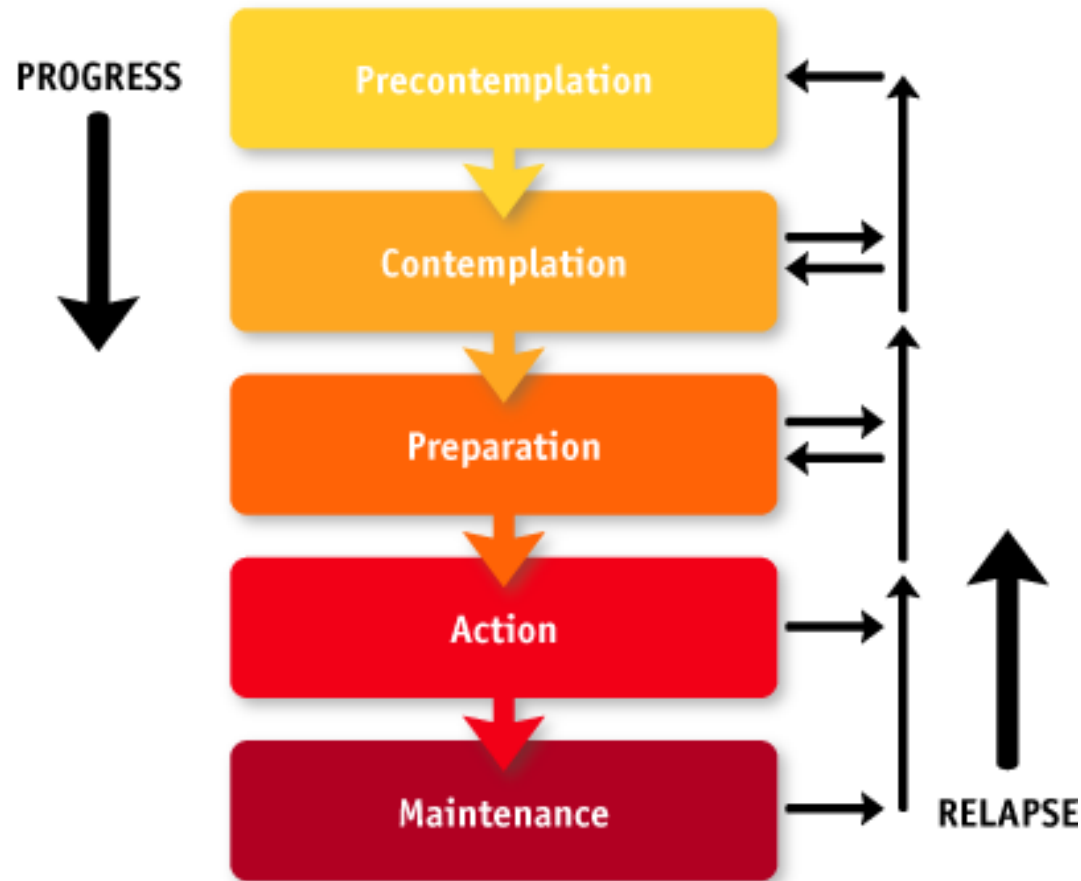 PROGRESS
Precontemplation
Contemplation
Preparation
Action
Maintenance
RELAPSE